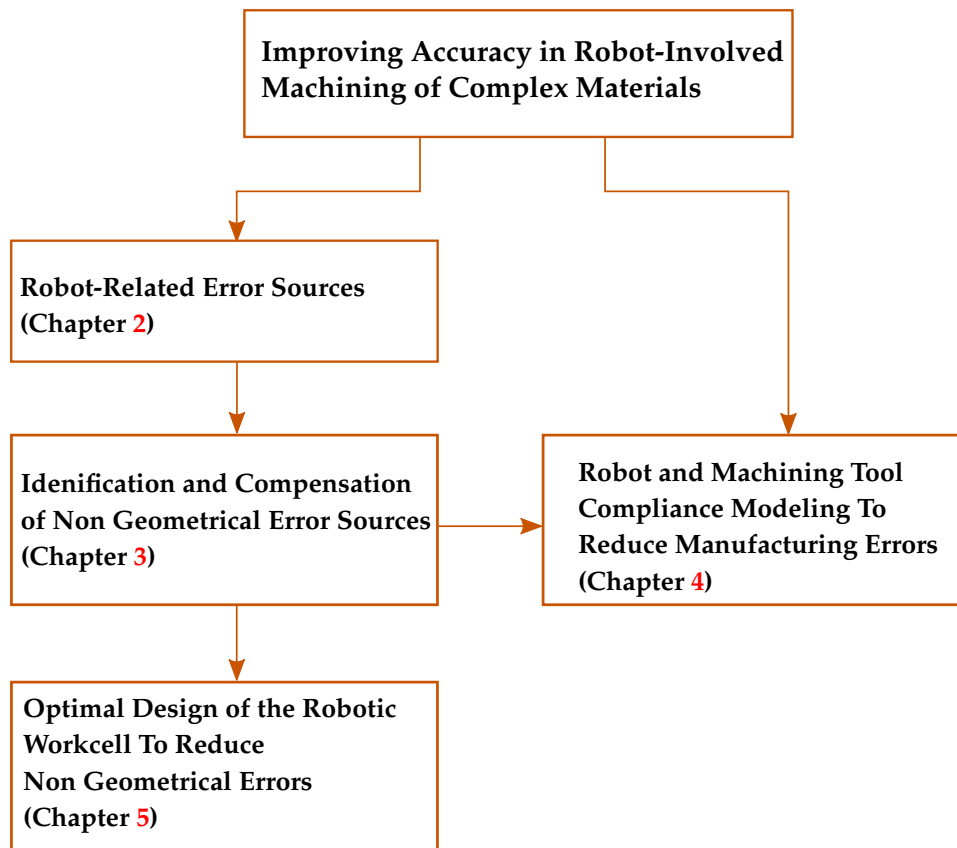 Improving Accuracy in Robot-Involved
Machining of Complex Materials
Robot-Related Error Sources
(Chapter 2)
Idenification and Compensation
of Non Geometrical Error Sources
(Chapter 3)
Robot and Machining Tool
Compliance Modeling To
Reduce Manufacturing Errors
(Chapter 4)
Optimal Design of the Robotic
Workcell To Reduce
Non Geometrical Errors
(Chapter 5)